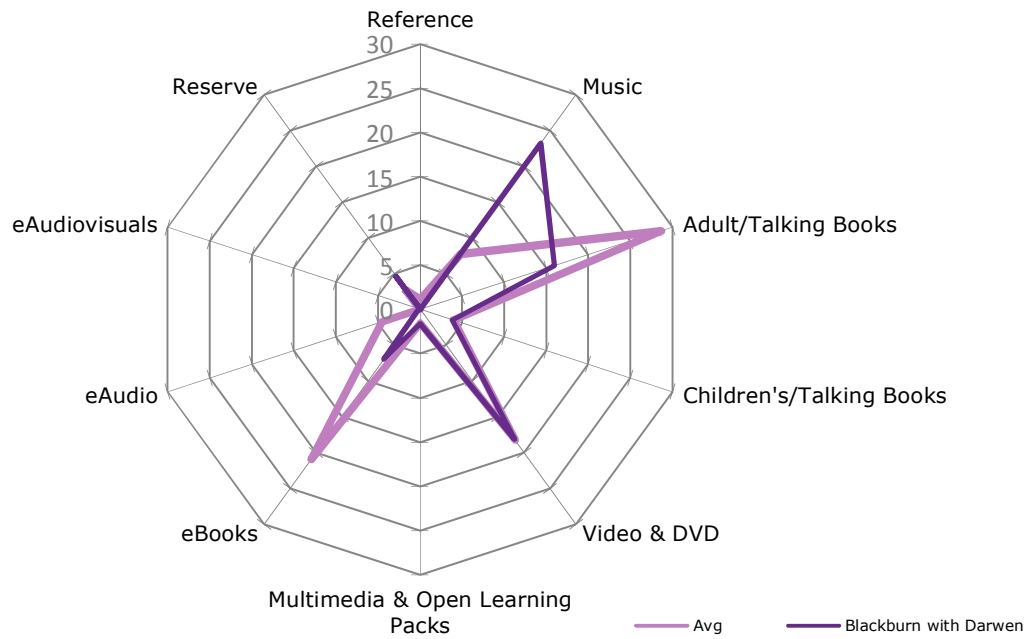 Reference
30
Reserve
Music
25
20
15
eAudiovisuals
10
Adult/Talking Books
5
0
eAudio
Children's/Talking Books
eBooks
Video & DVD
Multimedia & Open Learning
Packs
Avg
Blackburn with Darwen